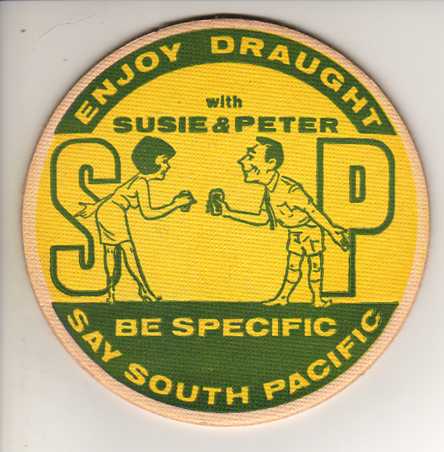 ENJOY DRAUGHT
with
SUSIE & PETER
S P
BE SPECIFIC
SAY SOUTH PACIFIC